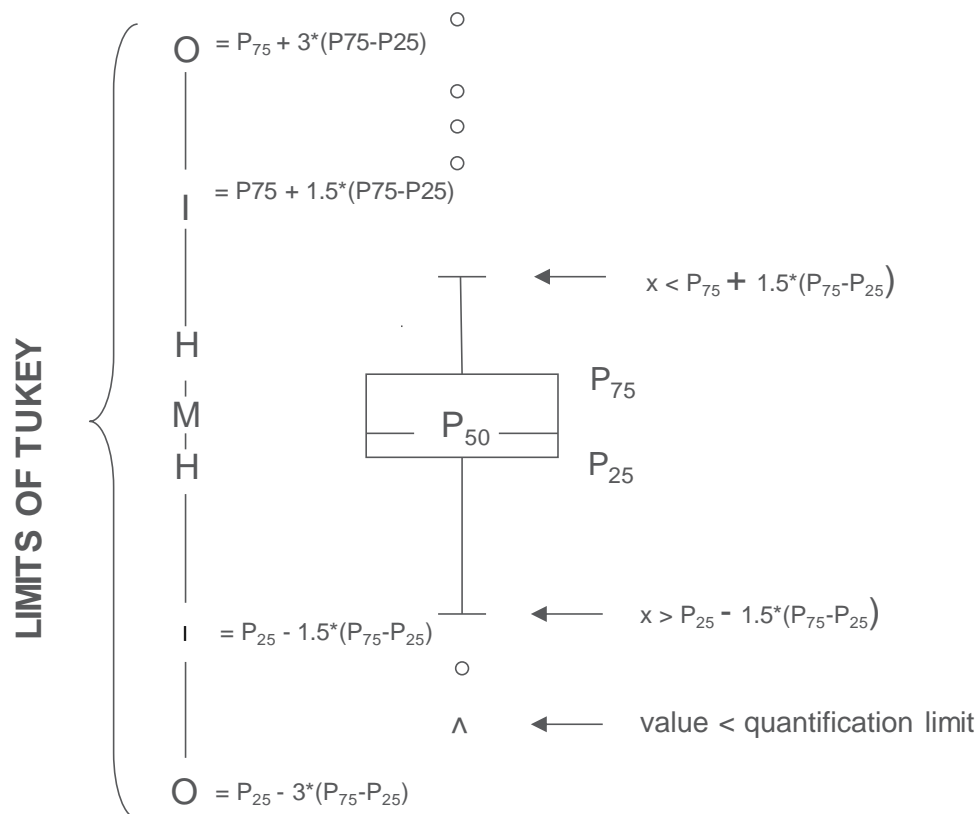 LIMITS OF TUKEY
O = P₇₅ + 3*(P75-P25)
I = P75 + 1.5*(P75-P25)
x < P₇₅ + 1.5*(P₇₅-P₂₅)
H
P₇₅
M
P₅₀
H
P₂₅
x > P₂₅ - 1.5*(P₇₅-P₂₅)
I = P₂₅ - 1.5*(P₇₅-P₂₅)
^ value < quantification limit
O = P₂₅ - 3*(P₇₅-P₂₅)